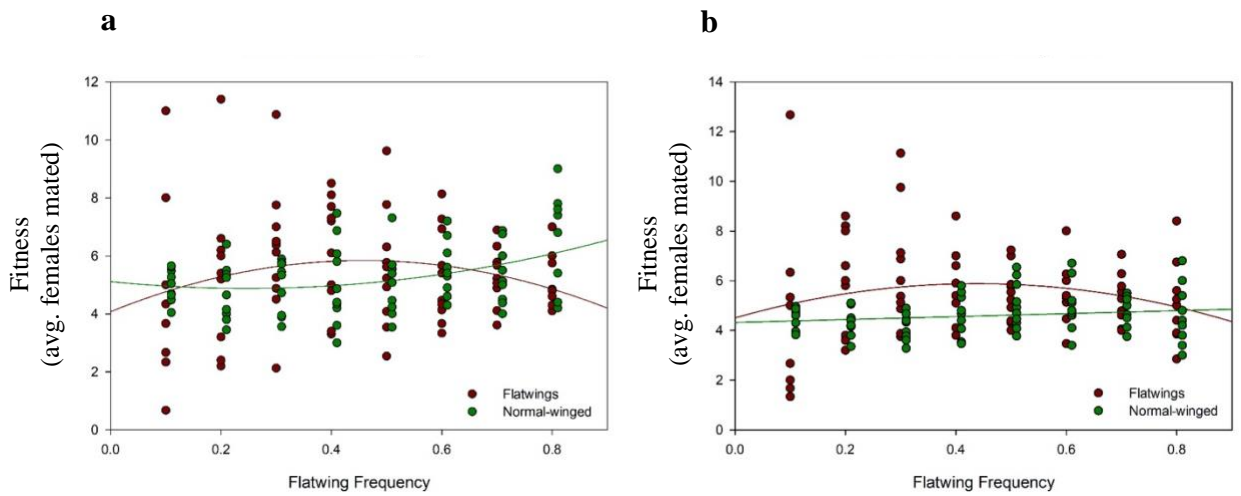 a
12
10
8
6
4
2
0
Fitness
(avg. females mated)
Flatwings
Normal-winged
0.0 0.2 0.4 0.6 0.8
Flatwing Frequency
b
14
12
10
8
6
4
2
0
Fitness
(avg. females mated)
Flatwings
Normal-winged
0.0 0.2 0.4 0.6 0.8
Flatwing Frequency